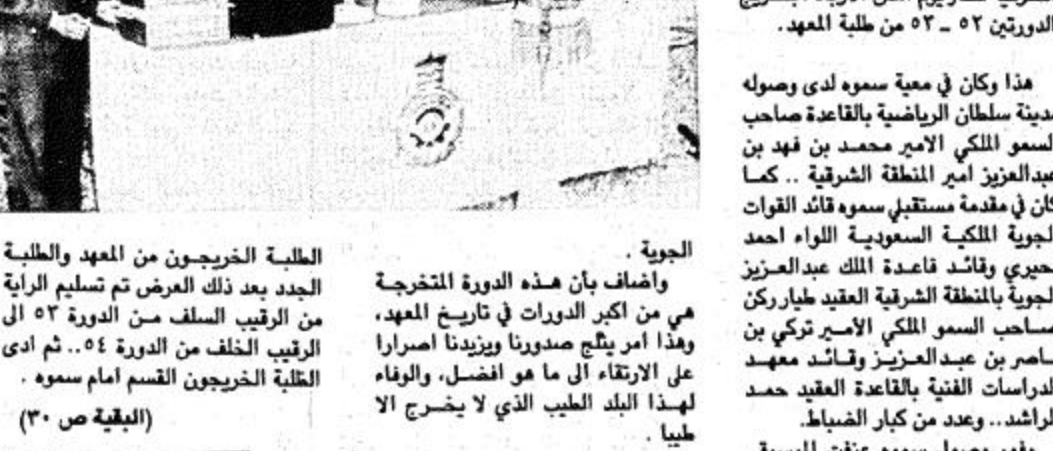 الدورتين ٥٢ ــ ٥٣ من طلبة المعهد.
هذا وكان في معية سموه لدى وصوله
مدينة سلطان الرياضية بالقاعدة صاحب
السمو الملكي الامير محمد بن فهد بن
عبدالعزيز امير المنطقة الشرقية .. كما
كان في مقدمة مستقبلي سموه قائد القوات
الجوية الملكية السعودية اللواء احمد
بحيري وقائد قاعدة الملك عبدالعزيز
الجوية بالمنطقة الشرقية العقيد طيار ركن
صاحب السمو الملكي الأمير تركي بن
ناصر بن عبدالعزيز وقائد معهد
الدراسات الفنية بالقاعدة العقيد حمد
الراشد.. وعدد من كبار الضباط.
الجوية .
واضاف بأن هذه الدورة المتخرجة
هي من اكبر الدورات في تاريخ المعهد،
وهذا امر يثلج صدورنا ويزيدنا اصرارا
على الارتقاء الى ما هو افضل، والوفاء
لهذا البلد الطيب الذي لا يخرج الا
طيبا .
الطلبة الخريجون من المعهد والطلبة
الجدد بعد ذلك العرض تم تسليم الراية
من الرقيب السلف من الدورة ٥٣ الى
الرقيب الخلف من الدورة ٥٤.. ثم ادى
الطلبة الخريجون القسم امام سموه .
(البقية ص ٣٠)